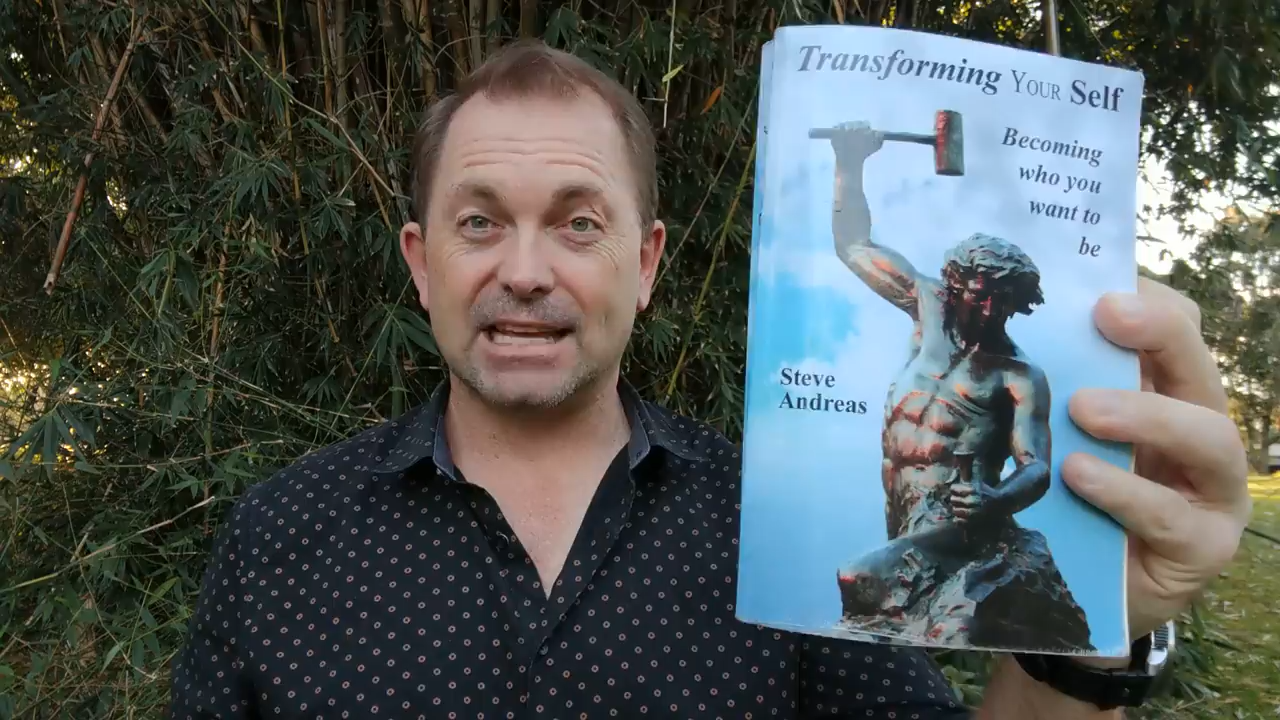 Transforming YOUR Self
Becoming
who you
want to
be
Steve
Andreas